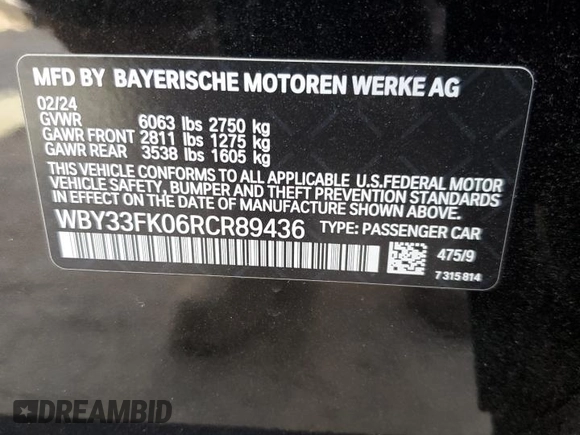 MFD BY BAYERISCHE MOTOREN WERKE AG
02/24
GVWR 6063 lbs 2750 kg
GAWR FRONT 2811 lbs 1275 kg
GAWR REAR 3538 lbs 1605 kg
THIS VEHICLE CONFORMS TO ALL APPLICABLE U.S.FEDERAL MOTOR
VEHICLE SAFETY, BUMPER AND THEFT PREVENTION STANDARDS
IN EFFECT ON THE DATE OF MANUFACTURE SHOWN ABOVE.
WBY33FK06RCR89436 TYPE: PASSENGER CAR
475/9
7 315 814
DREAMBID